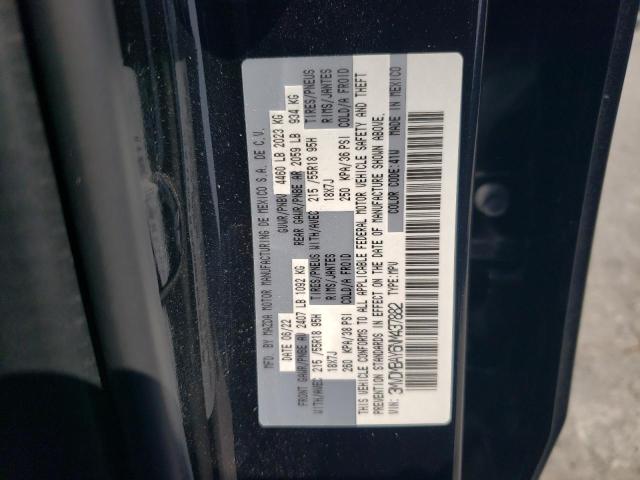 MFD. BY MAZDA MOTOR MANUFACTURING DE MEXICO S.A. DE C.V.
DATE 06/22 GVWR/PNBV 4460 LB 2023 KG
FRONT GAWR/PNBE AV 2407 LB 1092 KG REAR GAWR/PNBE AR 2059 LB 934 KG
WITH/AVEC 215 /55R18 95H TIRES/PNEUS WITH/AVEC 215 /55R18 95H TIRES/PNEUS
18X7J RIMS/JANTES 18X7J RIMS/JANTES
260 KPA/38 PSI COLD/A FROID 250 KPA/36 PSI COLD/A FROID
THIS VEHICLE CONFORMS TO ALL APPLICABLE FEDERAL MOTOR VEHICLE SAFETY AND THEFT
PREVENTION STANDARDS IN EFFECT ON THE DATE OF MANUFACTURE SHOWN ABOVE.
VIN: 3MVDMBAY6NM437882 TYPE:MPV COLOR CODE:41W MADE IN MEXICO